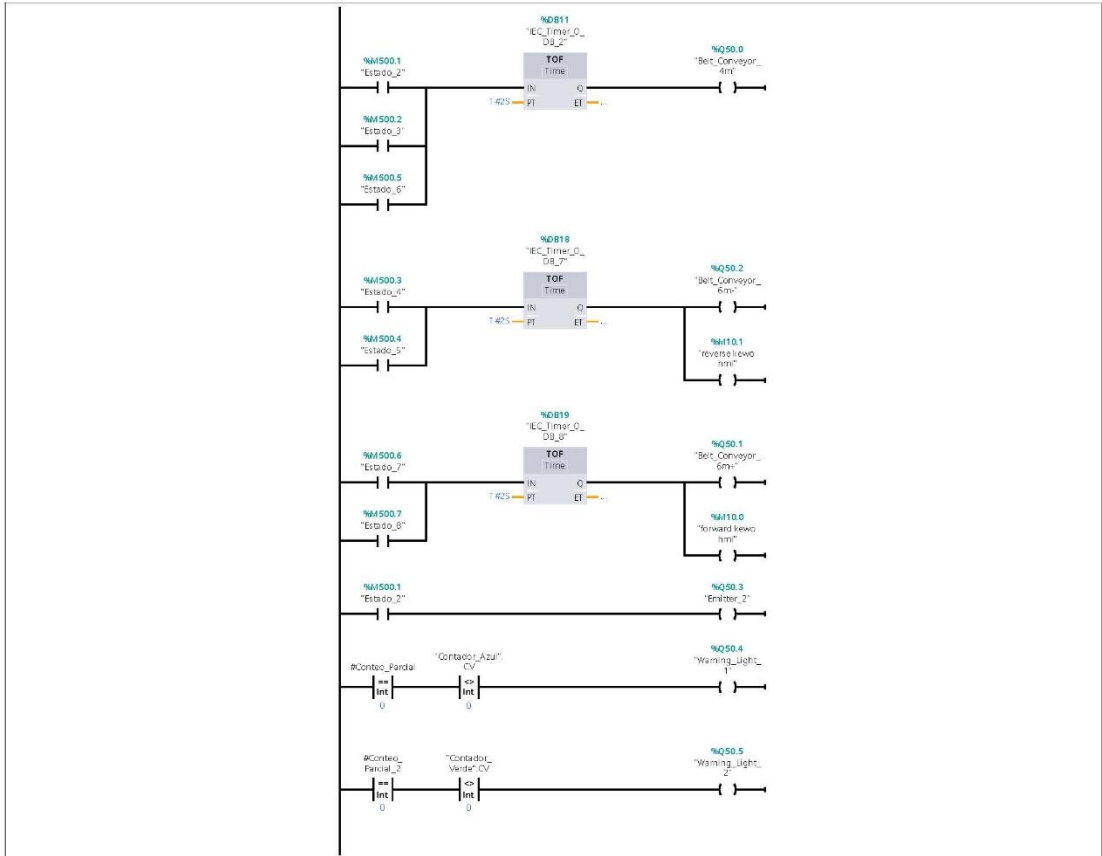 %DB11
"IEC_Timer_0_
DB_2"
%Q50.0
"Belt_Conveyor_
4m"
%M500.1
"Estado_2"
TOF
Time
IN Q
T#2S PT ET ...
%M500.2
"Estado_3"
%M500.5
"Estado_6"
%DB18
"IEC_Timer_0_
DB_7"
%Q50.2
"Belt_Conveyor_
6m-"
%M500.3
"Estado_4"
TOF
Time
IN Q
T#2S PT ET ...
%M500.4
"Estado_5"
%M10.1
"reverse kewo
hmi"
%DB19
"IEC_Timer_0_
DB_8"
%Q50.1
"Belt_Conveyor_
6m+"
%M500.6
"Estado_7"
TOF
Time
IN Q
T#2S PT ET ...
%M500.7
"Estado_8"
%M10.0
"forward kewo
hmi"
%M500.1
"Estado_2"
%Q50.3
"Emitter_2"
#Conteo_Parcial
"Contador_Azul".
CV
%Q50.4
"Warning_Light_
1"
== <>
Int Int
0 0
#Conteo_
Parcial_2
"Contador_
Verde".CV
%Q50.5
"Warning_Light_
2"
== <>
Int Int
0 0